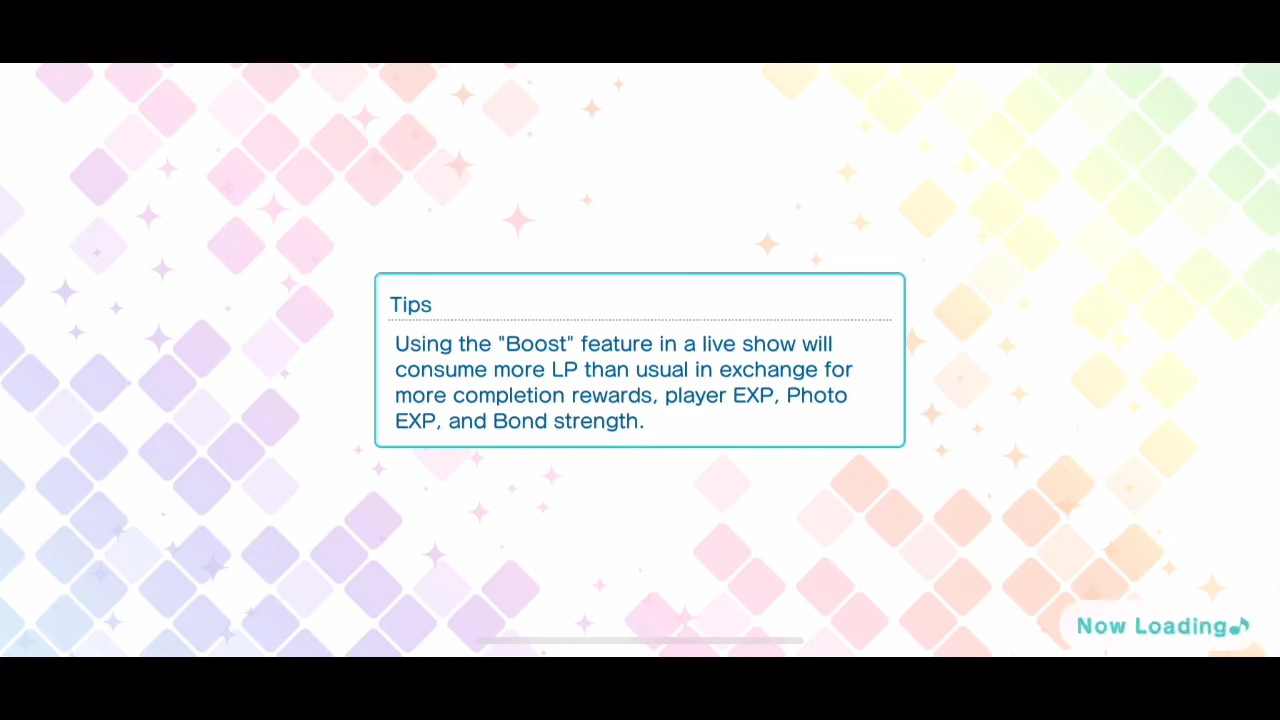 Tips
Using the "Boost" feature in a live show will
consume more LP than usual in exchange for
more completion rewards, player EXP, Photo
EXP, and Bond strength.
Now Loading♪